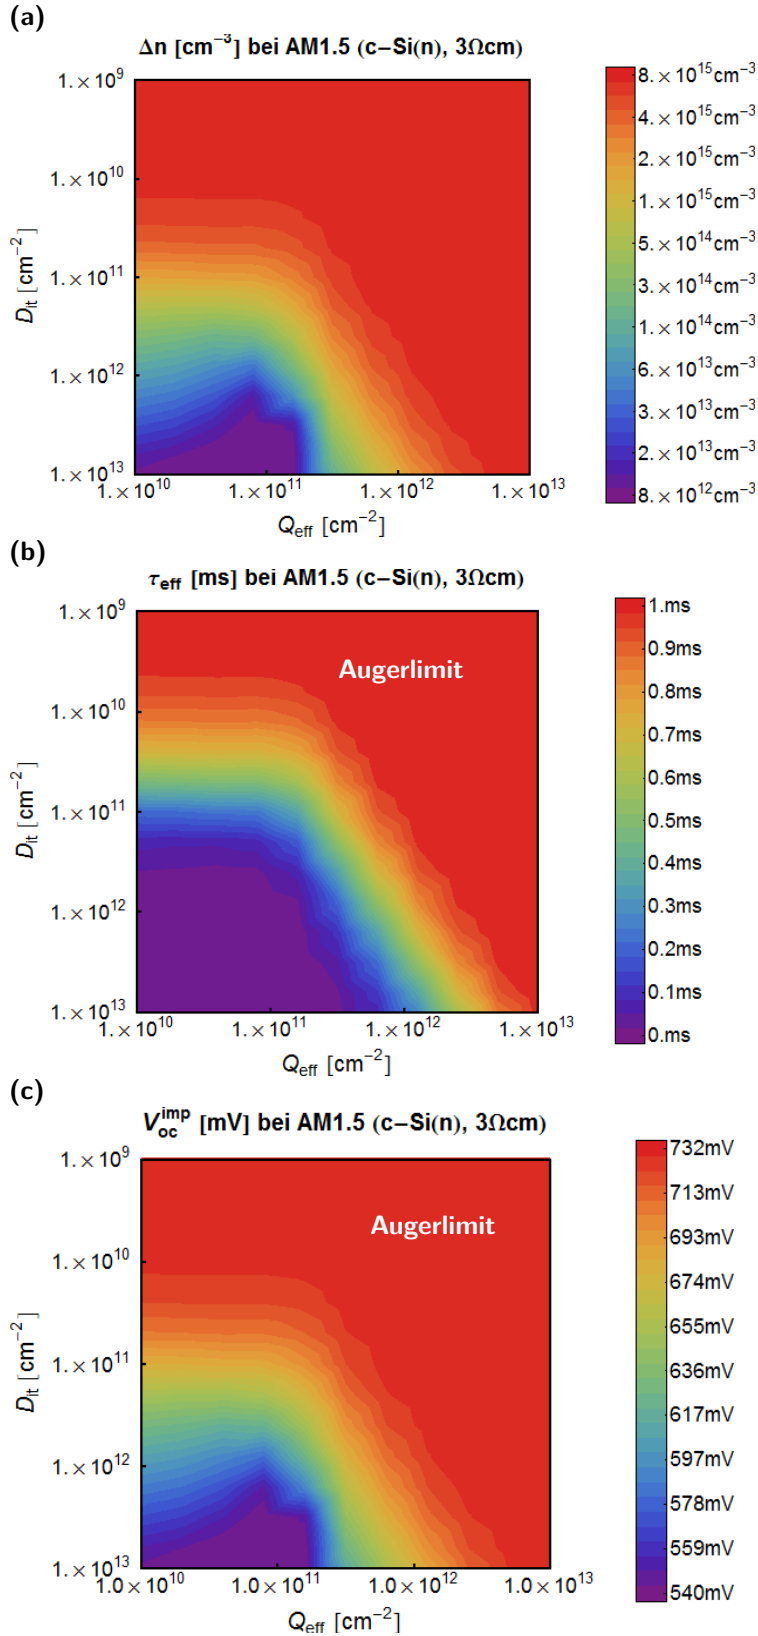 (a)
Δn [cm⁻³] bei AM1.5 (c−Si(n), 3Ωcm)
1.×10⁹
1.×10¹⁰
1.×10¹¹
1.×10¹²
1.×10¹³
D_it [cm⁻²]
1.×10¹⁰
1.×10¹¹
1.×10¹²
1.×10¹³
Q_eff [cm⁻²]
8.×10¹⁵cm⁻³
4.×10¹⁵cm⁻³
2.×10¹⁵cm⁻³
1.×10¹⁵cm⁻³
5.×10¹⁴cm⁻³
3.×10¹⁴cm⁻³
1.×10¹⁴cm⁻³
6.×10¹³cm⁻³
3.×10¹³cm⁻³
2.×10¹³cm⁻³
8.×10¹²cm⁻³
(b)
τ_eff [ms] bei AM1.5 (c−Si(n), 3Ωcm)
Augerlimit
1.×10⁹
1.×10¹⁰
1.×10¹¹
1.×10¹²
1.×10¹³
D_it [cm⁻²]
1.×10¹⁰
1.×10¹¹
1.×10¹²
1.×10¹³
Q_eff [cm⁻²]
1.ms
0.9ms
0.8ms
0.7ms
0.6ms
0.5ms
0.4ms
0.3ms
0.2ms
0.1ms
0.ms
(c)
V_oc^imp [mV] bei AM1.5 (c−Si(n), 3Ωcm)
Augerlimit
1.×10⁹
1.×10¹⁰
1.×10¹¹
1.×10¹²
1.×10¹³
D_it [cm⁻²]
1.0×10¹⁰
1.0×10¹¹
1.0×10¹²
1.0×10¹³
Q_eff [cm⁻²]
732mV
713mV
693mV
674mV
655mV
636mV
617mV
597mV
578mV
559mV
540mV